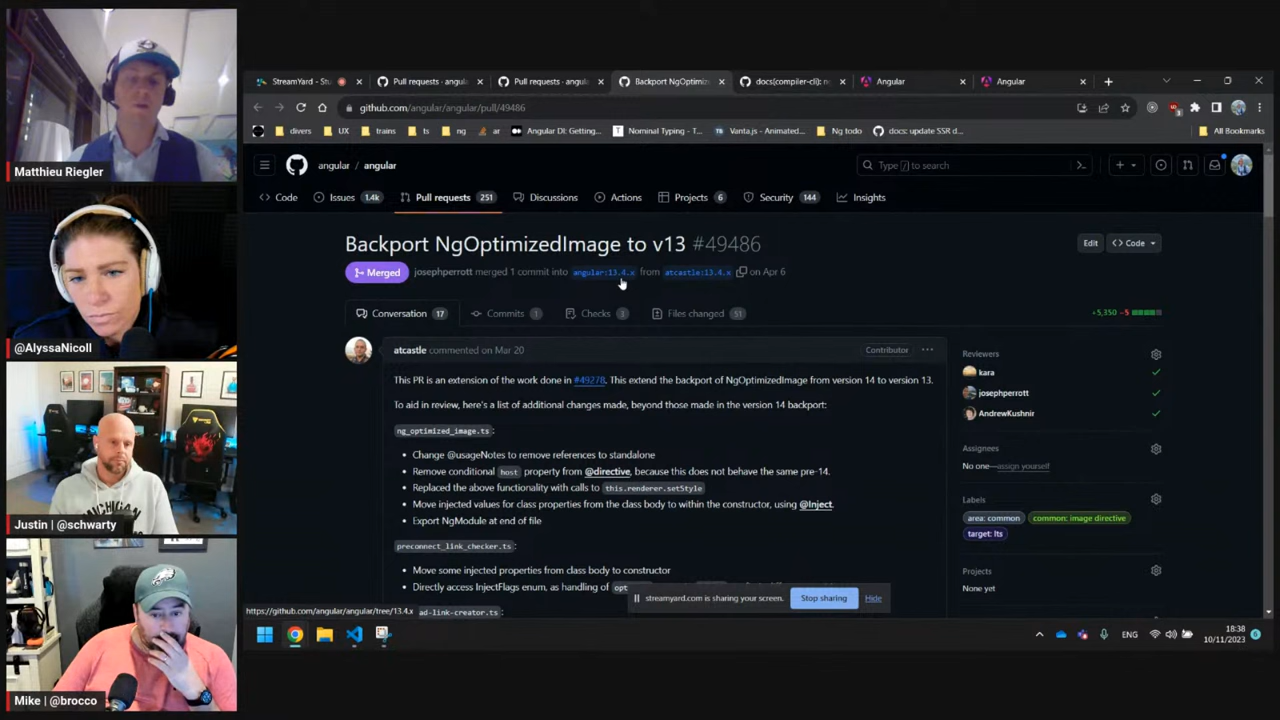 Matthieu Riegler
@AlyssaNicoll
Justin | @schwarty
Mike | @brocco
StreamYard - Stu
Pull requests · angula
Pull requests · angula
Backport NgOptimizedIm
docs(compiler-cli): n
Angular
Angular
github.com/angular/angular/pull/49486
divers
UX
trains
ts
ng
ar
Angular DI: Getting...
Nominal Typing - T...
Vanta.js - Animated...
Ng todo
docs: update SSR d...
All Bookmarks
angular / angular
Type / to search
Code
Issues 1.4k
Pull requests 251
Discussions
Actions
Projects 6
Security 144
Insights
Backport NgOptimizedImage to v13 #49486
Edit
Code
Merged josephperrott merged 1 commit into angular:13.4.x from atcastle:13.4.x on Apr 6
Conversation 17
Commits 1
Checks 3
Files changed 51
+5,350 −5
atcastle commented on Mar 20
Contributor
This PR is an extension of the work done in #49278. This extend the backport of NgOptimizedImage from version 14 to version 13.
To aid in review, here's a list of additional changes made, beyond those made in the version 14 backport:
ng_optimized_image.ts:
• Change @usageNotes to remove references to standalone
• Remove conditional host property from @directive, because this does not behave the same pre-14.
• Replaced the above functionality with calls to this.renderer.setStyle
• Move injected values for class properties from the class body to within the constructor, using @Inject.
• Export NgModule at end of file
preconnect_link_checker.ts:
• Move some injected properties from class body to constructor
• Directly access InjectFlags enum, as handling of opt
ad-link-creator.ts:
Reviewers
kara
josephperrott
AndrewKushnir
Assignees
No one—assign yourself
Labels
area: common
common: image directive
target: lts
Projects
None yet
streamyard.com is sharing your screen.
Stop sharing
Hide
https://github.com/angular/angular/tree/13.4.x
ENG
18:38
10/11/2023
6